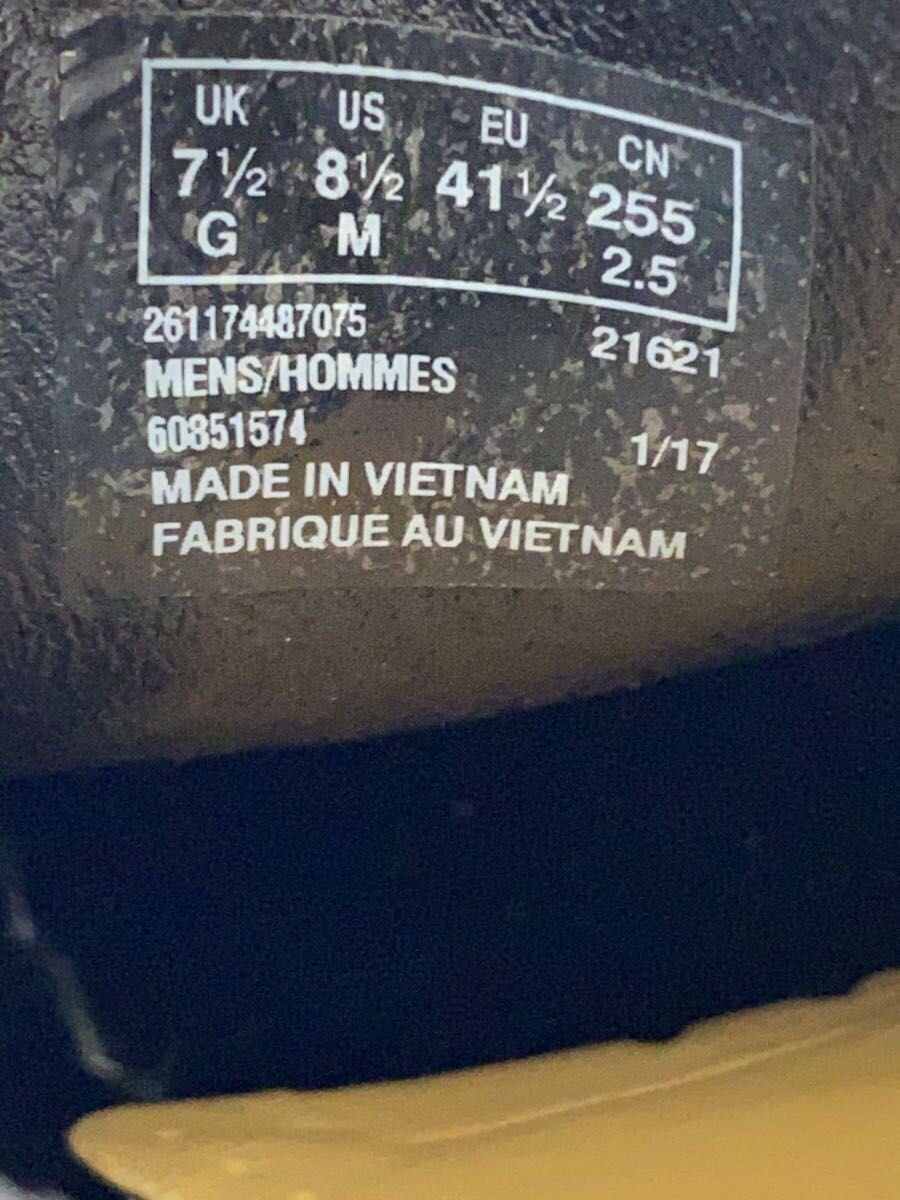 UK US EU CN
7½ 8½ 41½ 255
G M 2.5
261174487075 21621
MENS/HOMMES
60851574 1/17
MADE IN VIETNAM
FABRIQUE AU VIETNAM